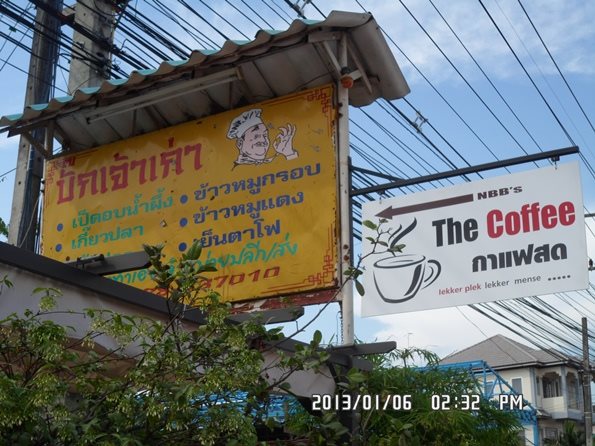 บักเจ้าเก่า
• เป็ดอบน้ำผึ้ง
• เกี๊ยวปลา
• ข้าวหมูกรอบ
• ข้าวหมูแดง
• เย็นตาโฟ
37010
NBB's
The Coffee
กาแฟสด
lekker plek lekker mense .....
2013/01/06 02:32 PM